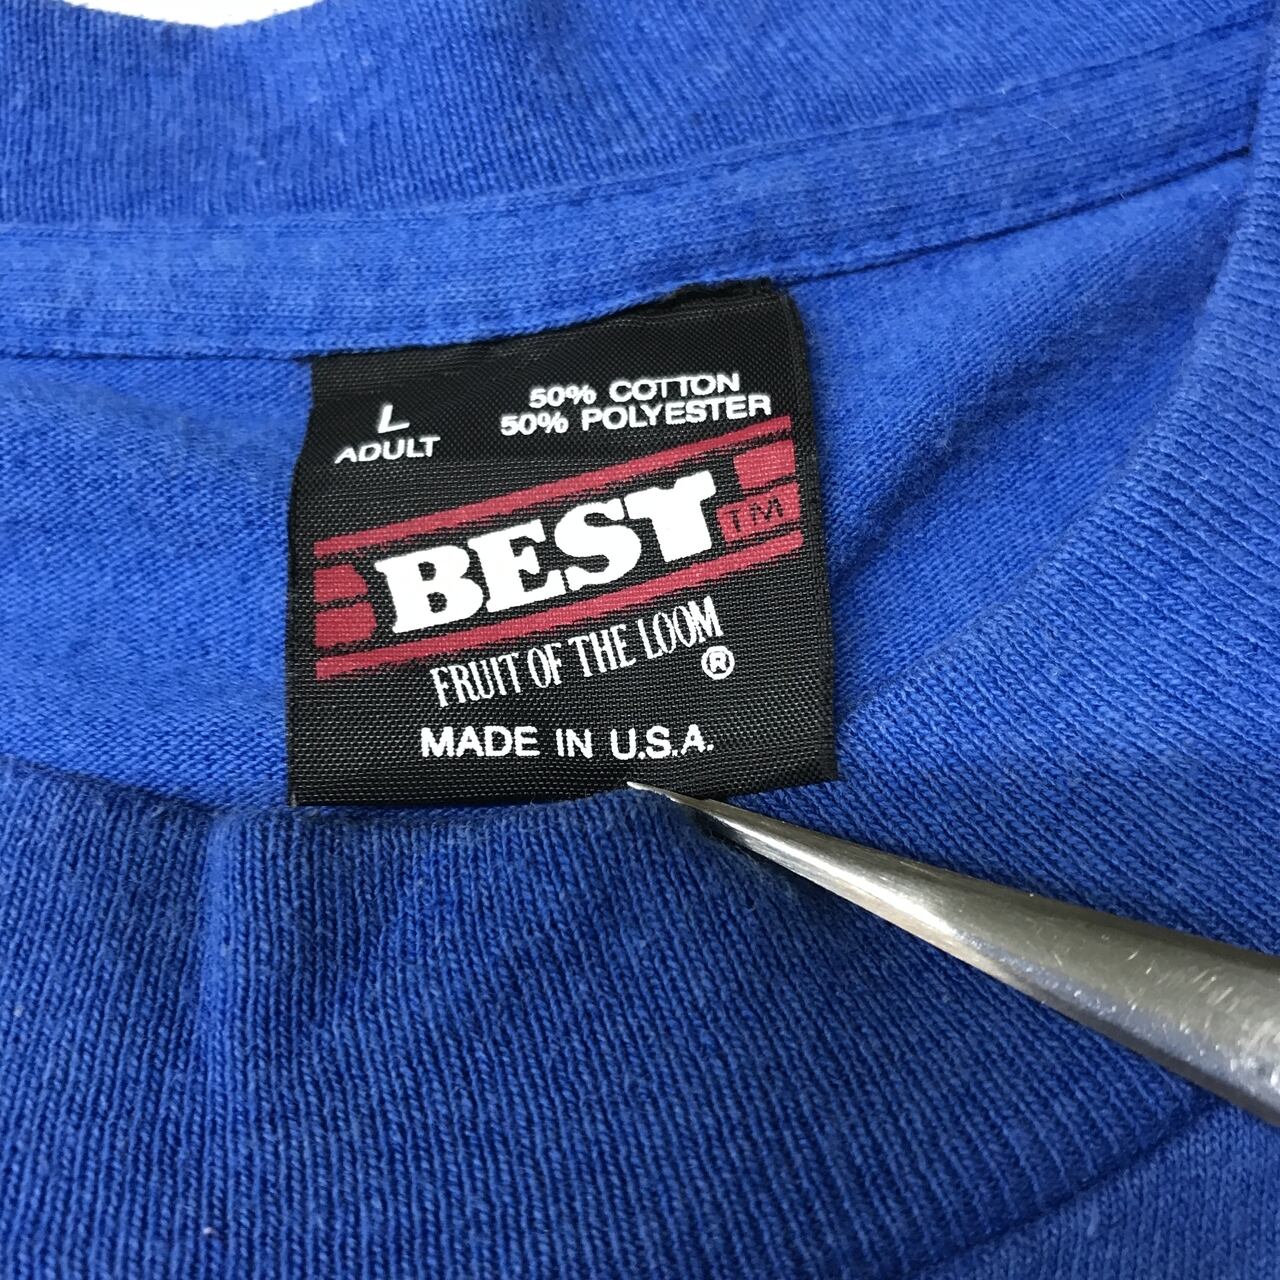 L
ADULT
50% COTTON
50% POLYESTER
BEST TM
FRUIT OF THE LOOM
®
MADE IN U.S.A.